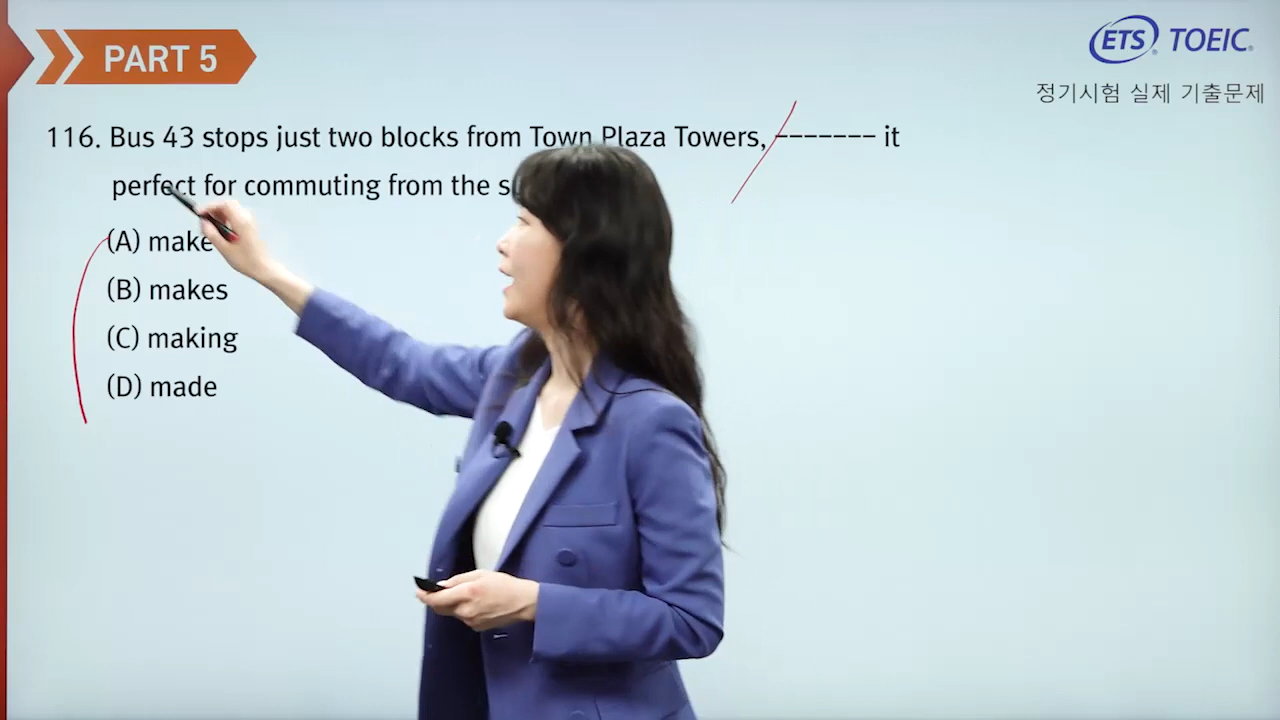 PART 5
ETS TOEIC
정기시험 실제 기출문제
116. Bus 43 stops just two blocks from Town Plaza Towers, ------- it
perfect for commuting from the
(A) make
(B) makes
(C) making
(D) made